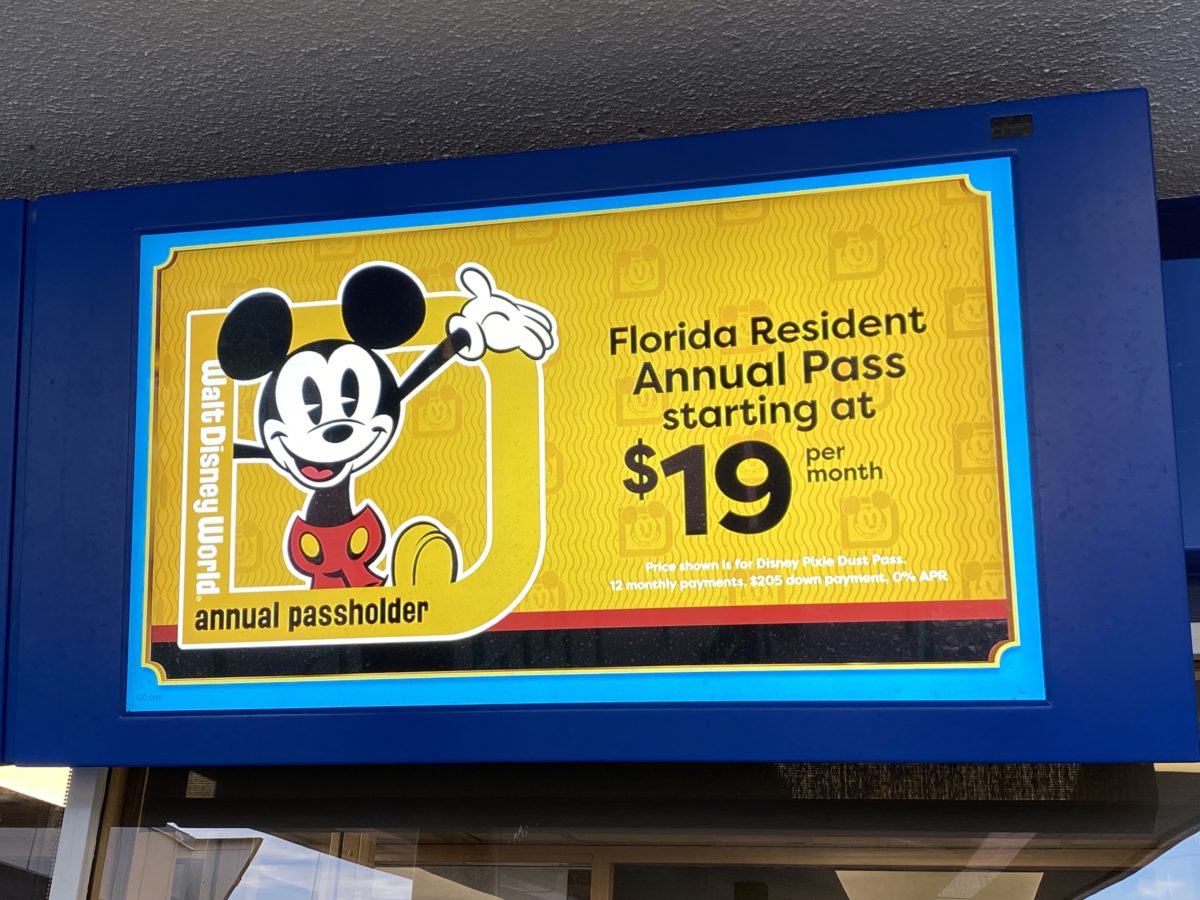 Walt Disney World®
annual passholder
Florida Resident
Annual Pass
starting at
$19 per
month
Price shown is for Disney Pixie Dust Pass.
12 monthly payments, $205 down payment, 0% APR
©Disney